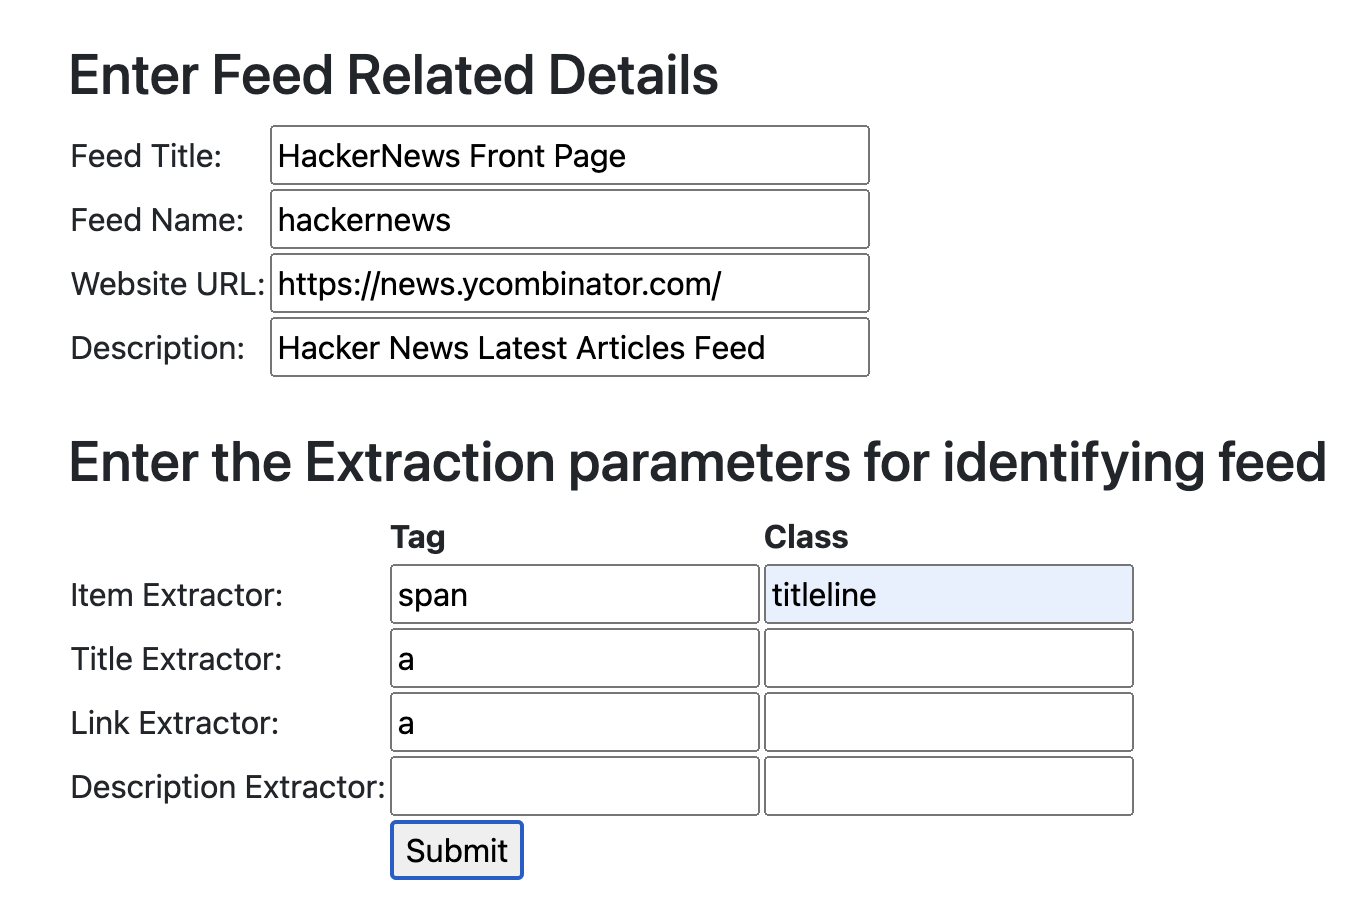 Enter Feed Related Details
Feed Title: HackerNews Front Page
Feed Name: hackernews
Website URL: https://news.ycombinator.com/
Description: Hacker News Latest Articles Feed
Enter the Extraction parameters for identifying feed
Tag Class
Item Extractor: span titleline
Title Extractor: a
Link Extractor: a
Description Extractor:
Submit